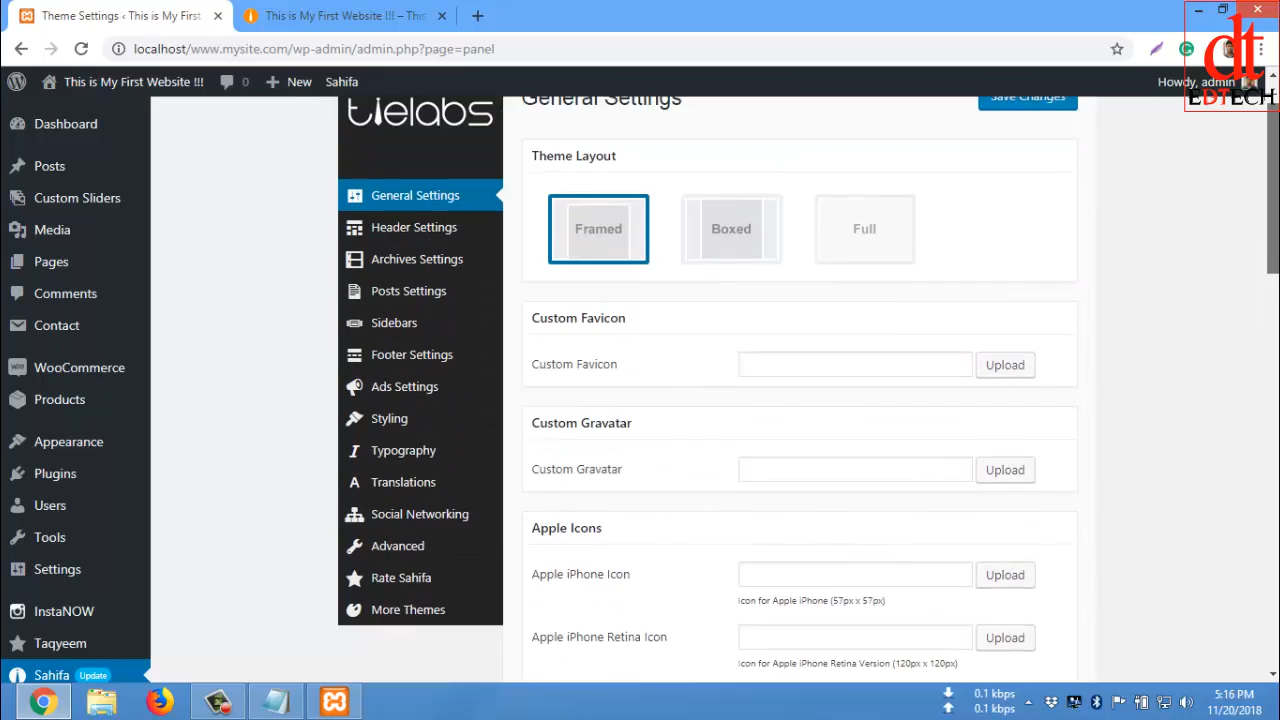 Theme Settings ‹ This is My First
This is My First Website !!! – This
localhost/www.mysite.com/wp-admin/admin.php?page=panel
dt
EDTECH
This is My First Website !!!
0
New
Sahifa
Howdy, admin
Dashboard
Posts
Custom Sliders
Media
Pages
Comments
Contact
WooCommerce
Products
Appearance
Plugins
Users
Tools
Settings
InstaNOW
Taqyeem
Sahifa Update
tielabs
General Settings
Header Settings
Archives Settings
Posts Settings
Sidebars
Footer Settings
Ads Settings
Styling
Typography
Translations
Social Networking
Advanced
Rate Sahifa
More Themes
General Settings
Save Changes
Theme Layout
Framed
Boxed
Full
Custom Favicon
Custom Favicon
Upload
Custom Gravatar
Custom Gravatar
Upload
Apple Icons
Apple iPhone Icon
Upload
Icon for Apple iPhone (57px x 57px)
Apple iPhone Retina Icon
Upload
Icon for Apple iPhone Retina Version (120px x 120px)
0.1 kbps
0.1 kbps
5:16 PM
11/20/2018